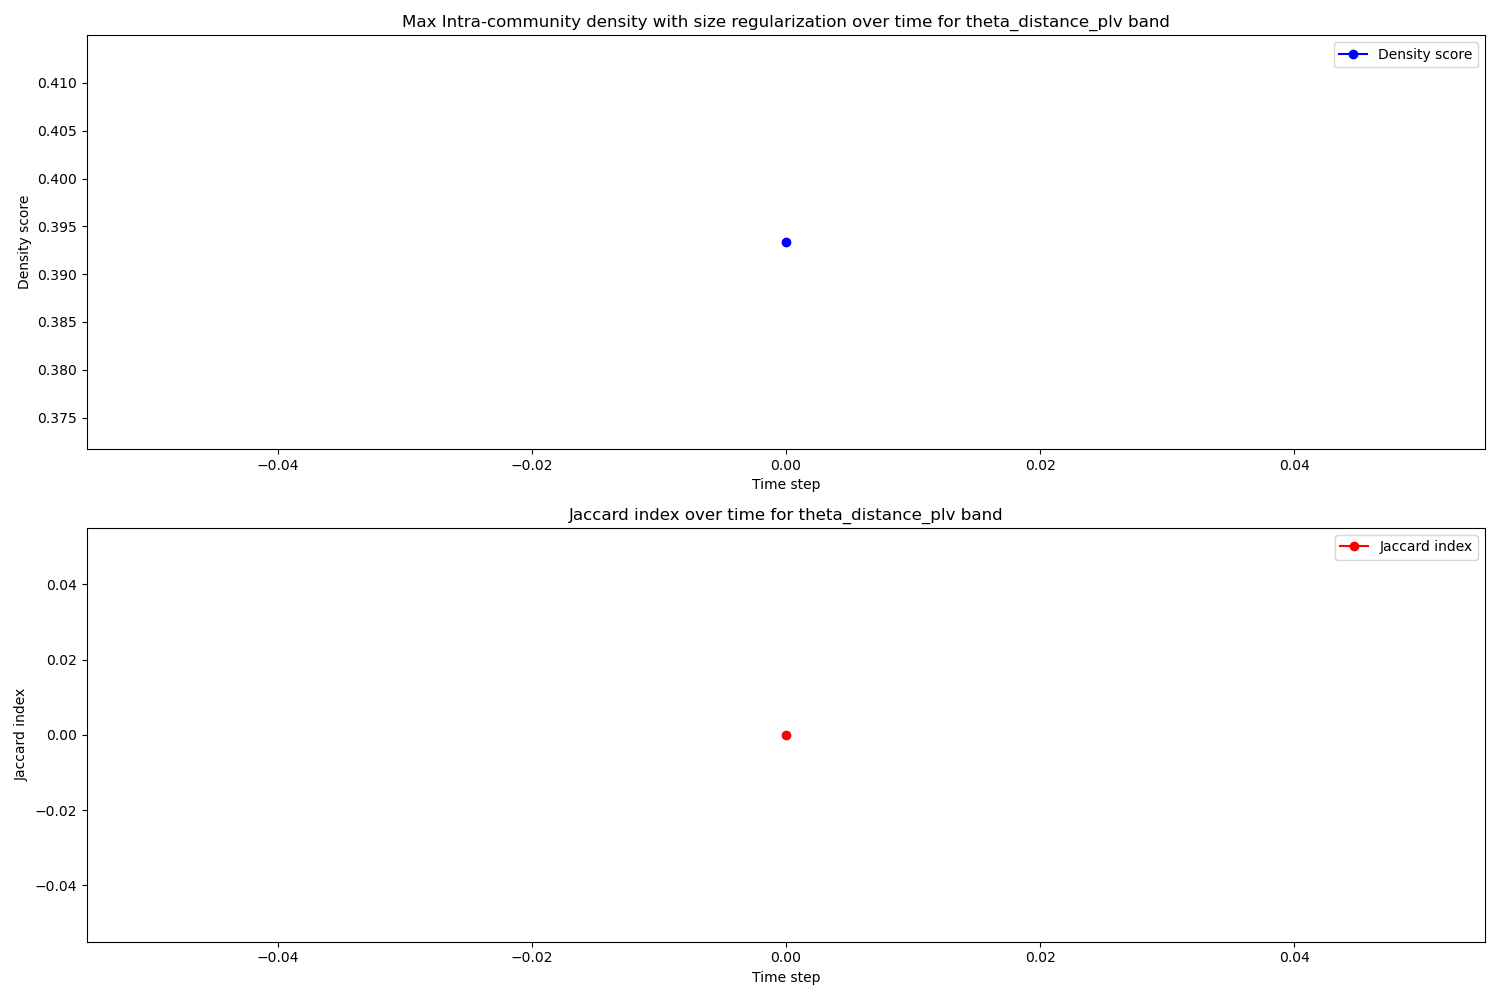 Max Intra-community density with size regularization over time for theta_distance_plv band
Density score
0.410
0.405
0.400
0.395
0.390
0.385
0.380
0.375
Density score
−0.04 −0.02 0.00 0.02 0.04
Time step
Jaccard index over time for theta_distance_plv band
Jaccard index
0.04
0.02
0.00
−0.02
−0.04
Jaccard index
−0.04 −0.02 0.00 0.02 0.04
Time step